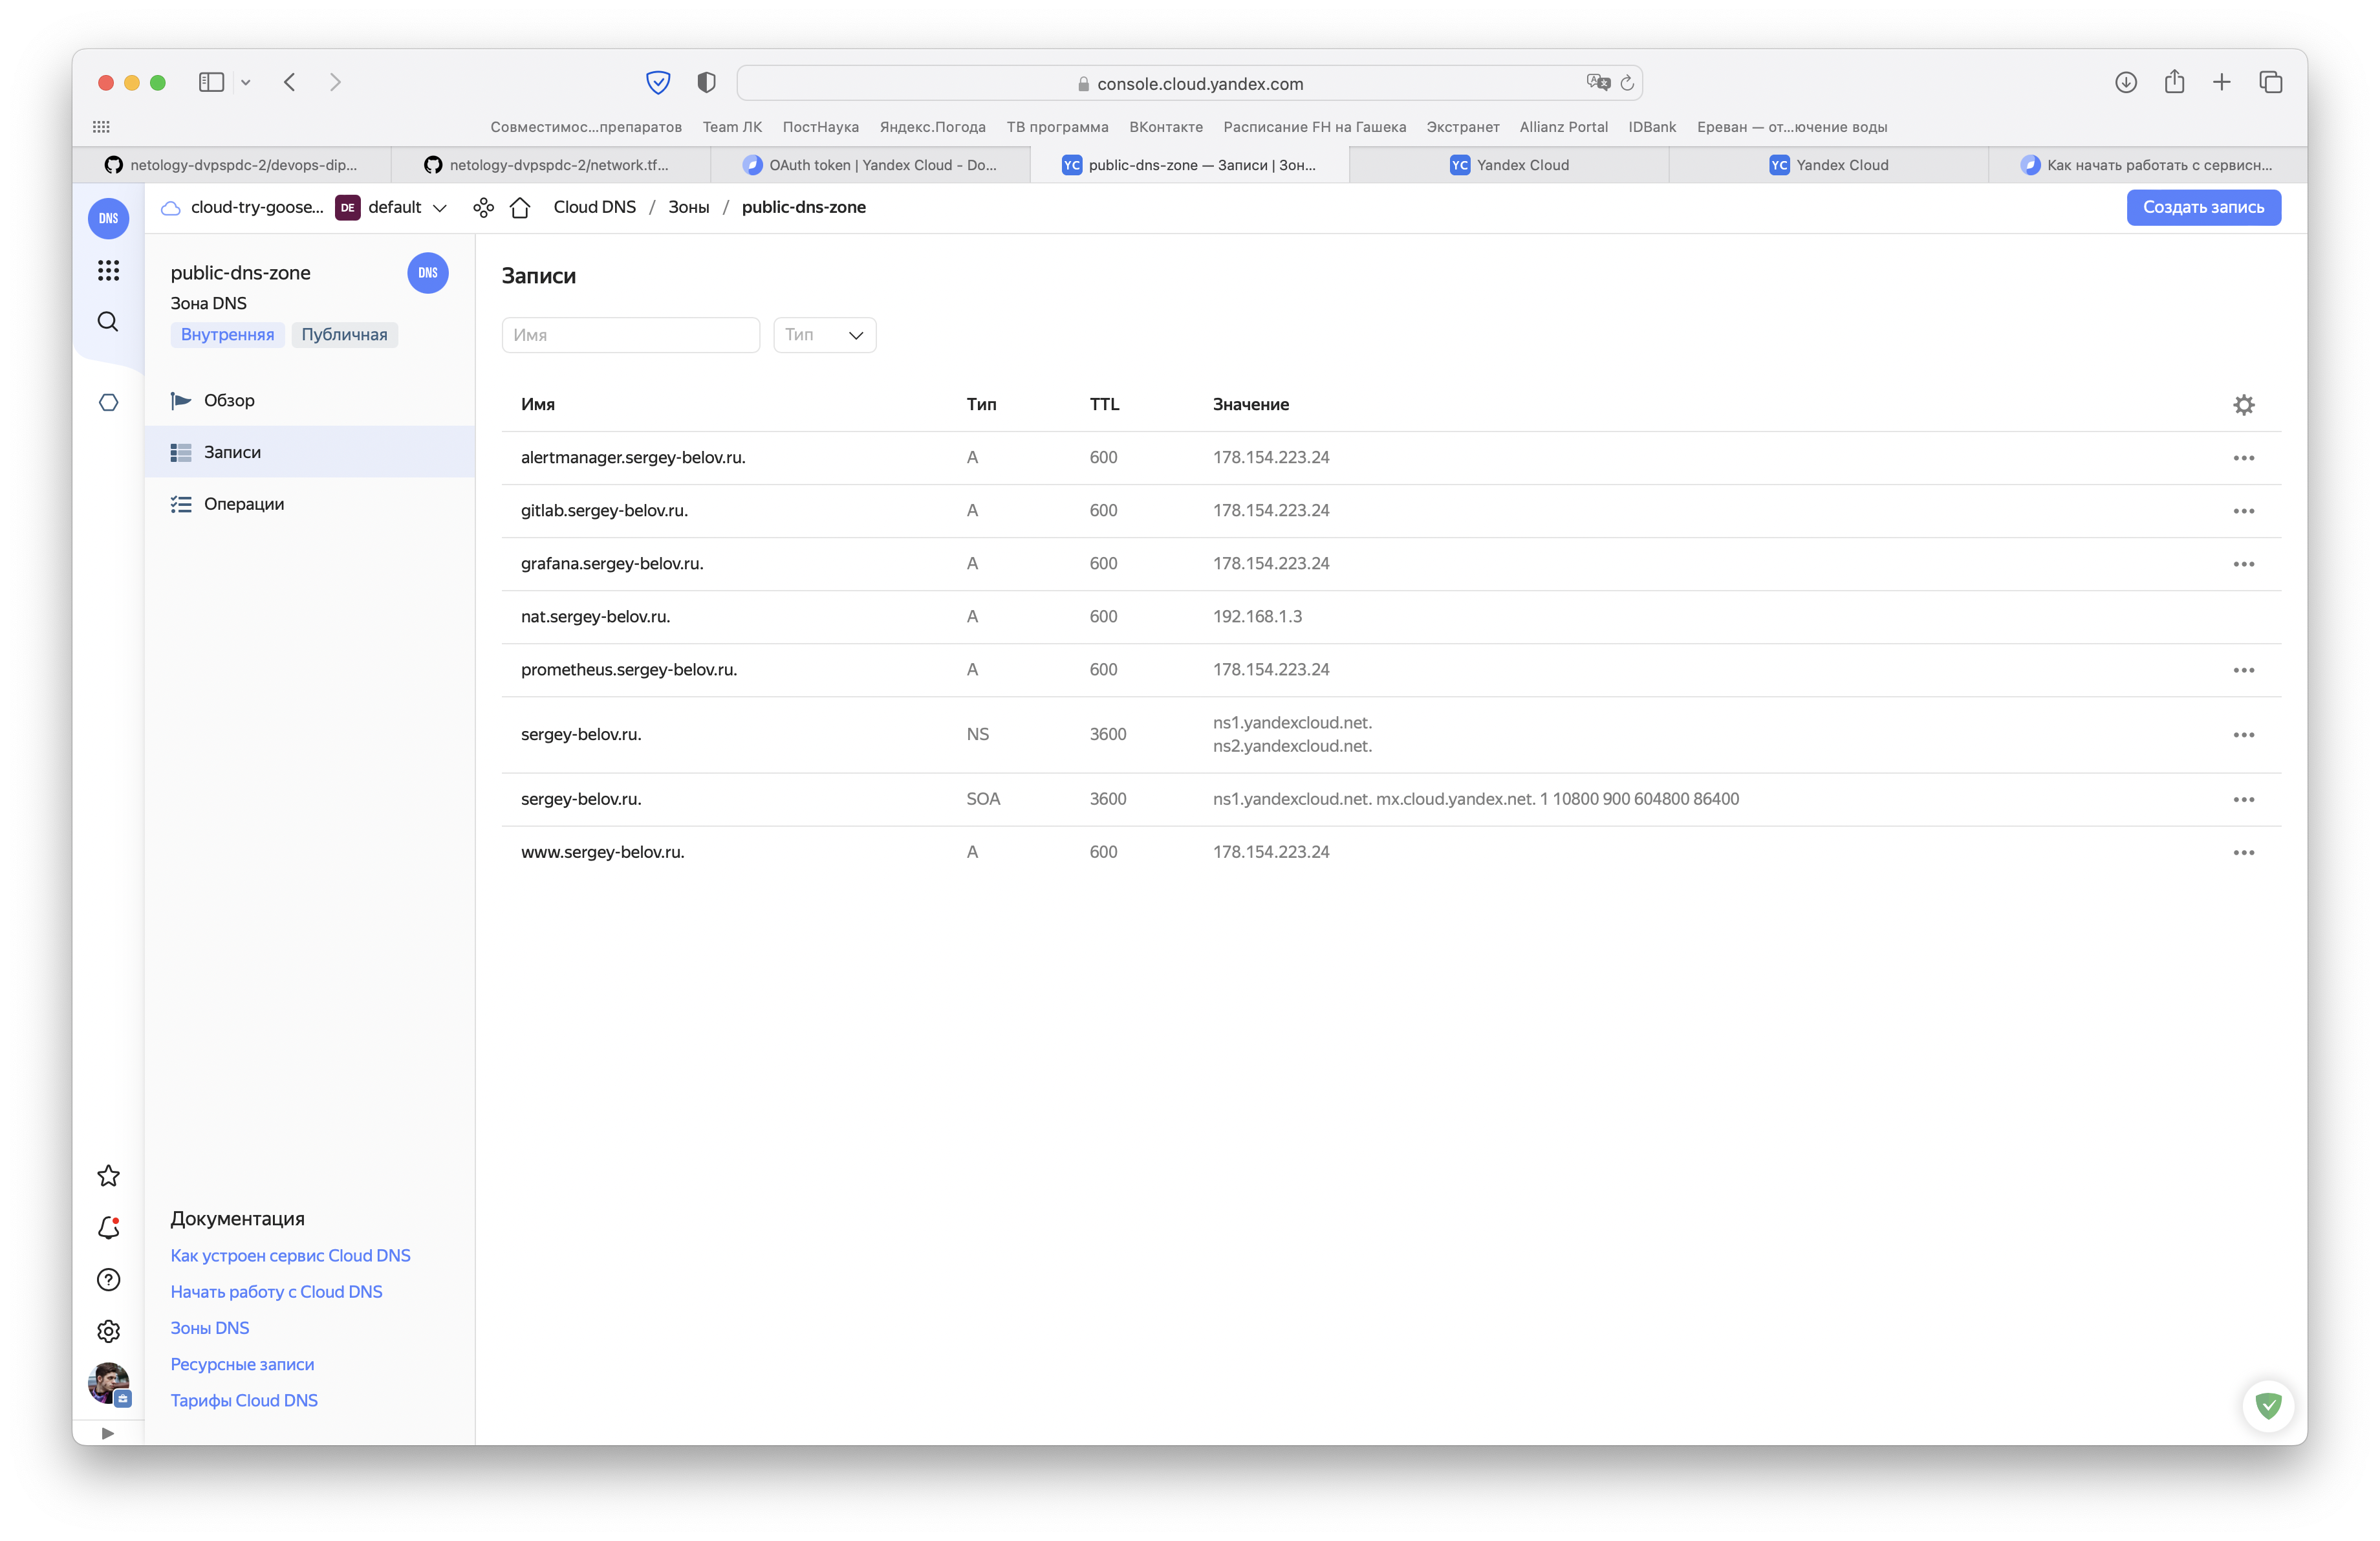 console.cloud.yandex.com
Совместимос...препаратов Team ЛК ПостНаука Яндекс.Погода ТВ программа ВКонтакте Расписание FH на Гашека Экстранет Allianz Portal IDBank Ереван — от...ючение воды
netology-dvpspdc-2/devops-dip... netology-dvpspdc-2/network.tf... OAuth token | Yandex Cloud - Do... YC public-dns-zone — Записи | Зон... YC Yandex Cloud YC Yandex Cloud Как начать работать с сервисн...
DNS cloud-try-goose... DE default Cloud DNS / Зоны / public-dns-zone Создать запись
public-dns-zone DNS
Зона DNS
Внутренняя Публичная
Обзор
Записи
Операции
Документация
Как устроен сервис Cloud DNS
Начать работу с Cloud DNS
Зоны DNS
Ресурсные записи
Тарифы Cloud DNS
Записи
Имя Тип
Имя Тип TTL Значение
alertmanager.sergey-belov.ru. A 600 178.154.223.24
gitlab.sergey-belov.ru. A 600 178.154.223.24
grafana.sergey-belov.ru. A 600 178.154.223.24
nat.sergey-belov.ru. A 600 192.168.1.3
prometheus.sergey-belov.ru. A 600 178.154.223.24
sergey-belov.ru. NS 3600 ns1.yandexcloud.net.
ns2.yandexcloud.net.
sergey-belov.ru. SOA 3600 ns1.yandexcloud.net. mx.cloud.yandex.net. 1 10800 900 604800 86400
www.sergey-belov.ru. A 600 178.154.223.24